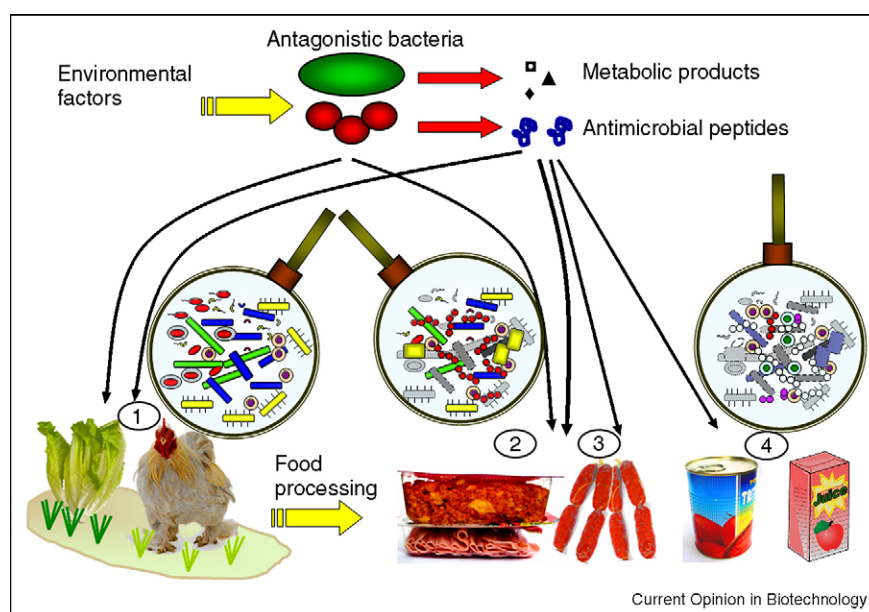 Antagonistic bacteria
Environmental
factors
Metabolic products
Antimicrobial peptides
1
2
3
4
Food
processing
Juice
Current Opinion in Biotechnology